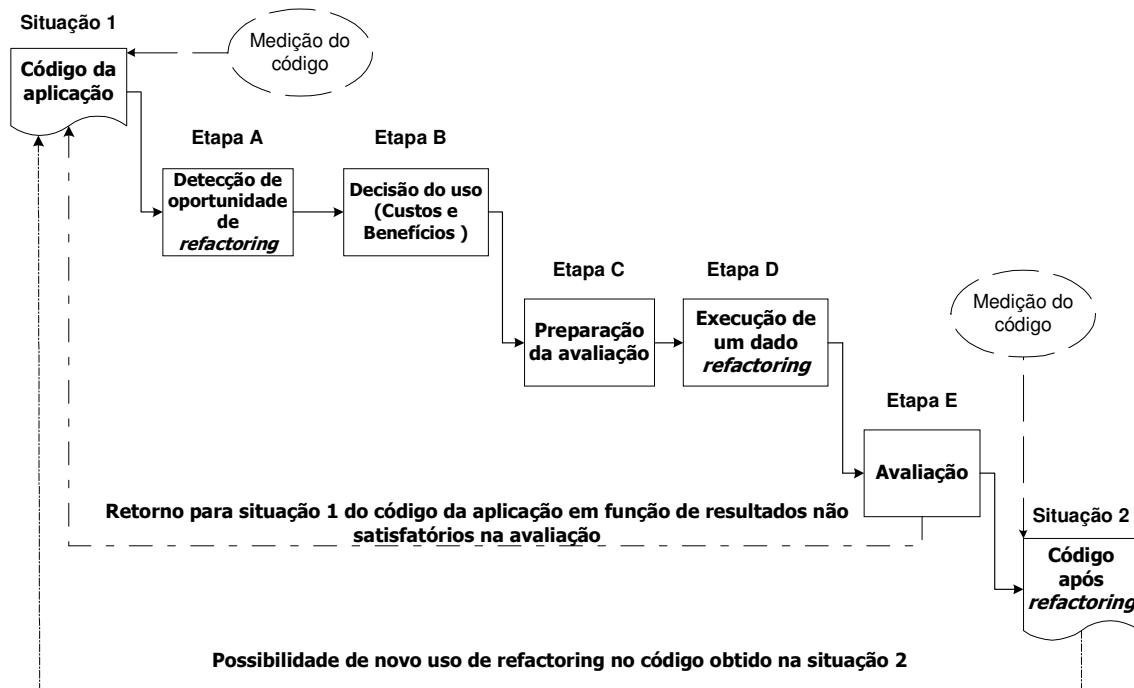 Situação 1
Medição do
código
Código da
aplicação
Etapa A
Etapa B
Detecção de
oportunidade
de
refactoring
Decisão do uso
(Custos e
Benefícios )
Etapa C
Etapa D
Preparação
da avaliação
Execução de
um dado
refactoring
Medição do
código
Etapa E
Avaliação
Retorno para situação 1 do código da aplicação em função de resultados não
satisfatórios na avaliação
Situação 2
Código
após
refactoring
Possibilidade de novo uso de refactoring no código obtido na situação 2